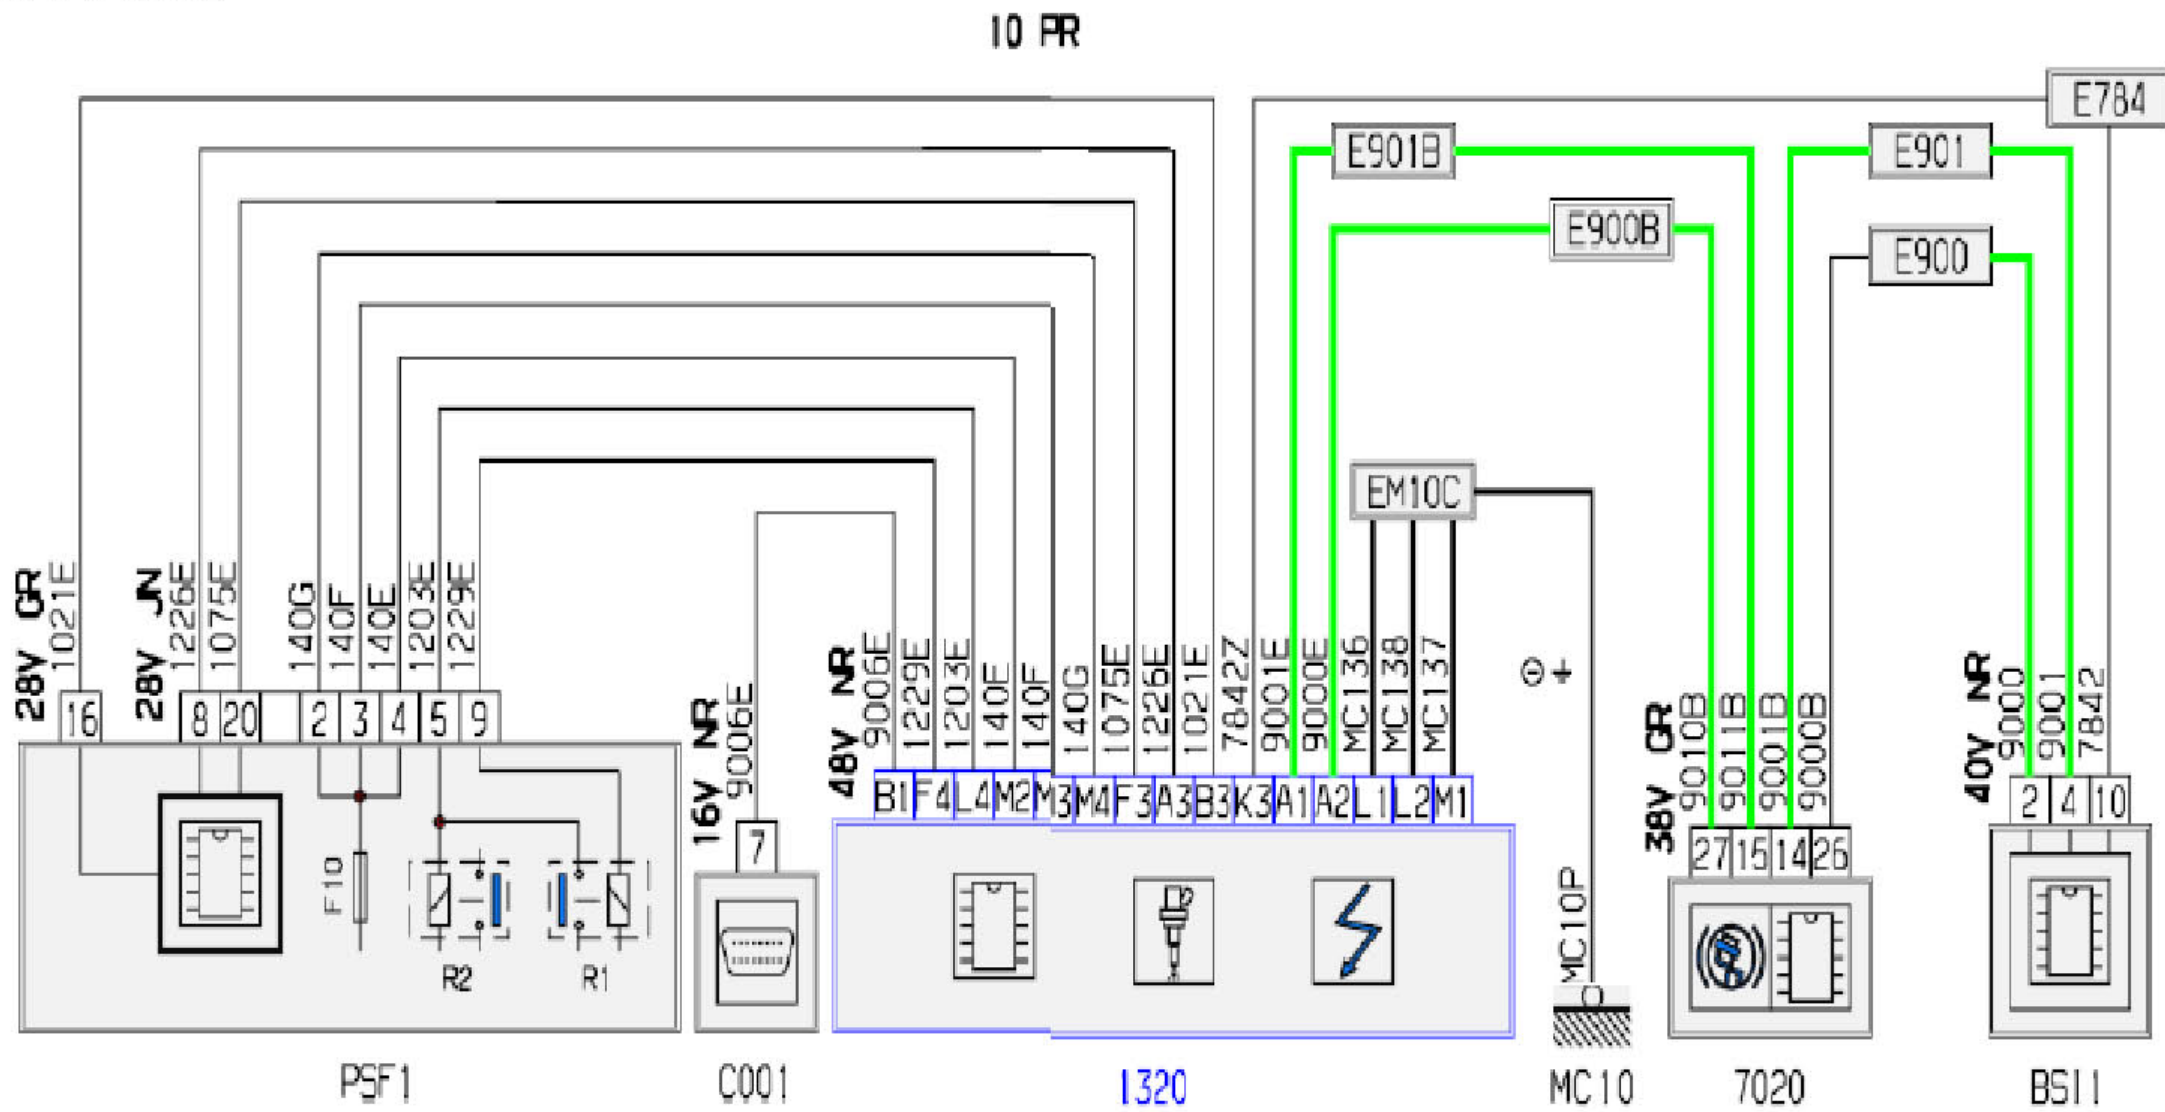 10 PR
E784
E901B
E901
E900B
E900
EM10C
28V GR
1021E
28V JN
1226E
1075E
140G
140F
140E
1203E
1229E
16V NR
9006E
48V NR
9006E
1229E
1203E
140E
140F
140G
1075E
1226E
1021E
7842Z
9001E
9000E
MC136
MC138
MC137
MC10P
38V GR
9010B
9011B
9001B
9000B
40V NR
9000
9001
7842
16
8 20 2 3 4 5 9
7
B1 F4 L4 M2 M3 M4 F3 A3 B3 K3 A1 A2 L1 L2 M1
27 15 14 26
2 4 10
F10
R2 R1
PSF1 C001 1320 MC10 7020 BSI1